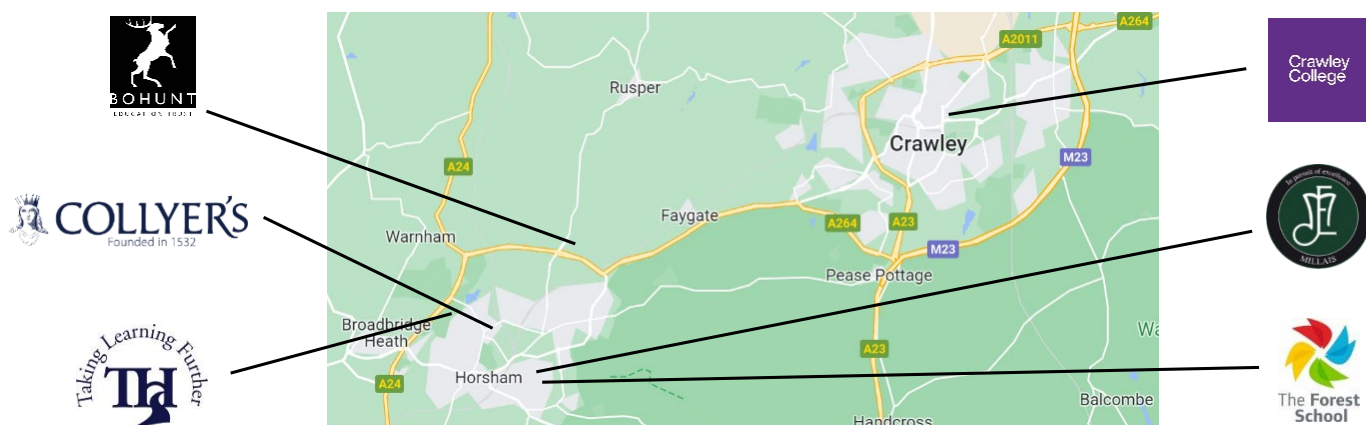 BOHUNT
EDUCATION TRUST
COLLYER'S
Founded in 1532
Taking Learning Further
THd
A264
A2011
Rusper
Crawley
A24
M23
Faygate
Warnham
A264
A23
M23
Pease Pottage
Broadbridge
Heath
A23
Horsham
A24
Balcombe
Handcross
Crawley
College
In pursuit of excellence
MILLAIS
The Forest
School